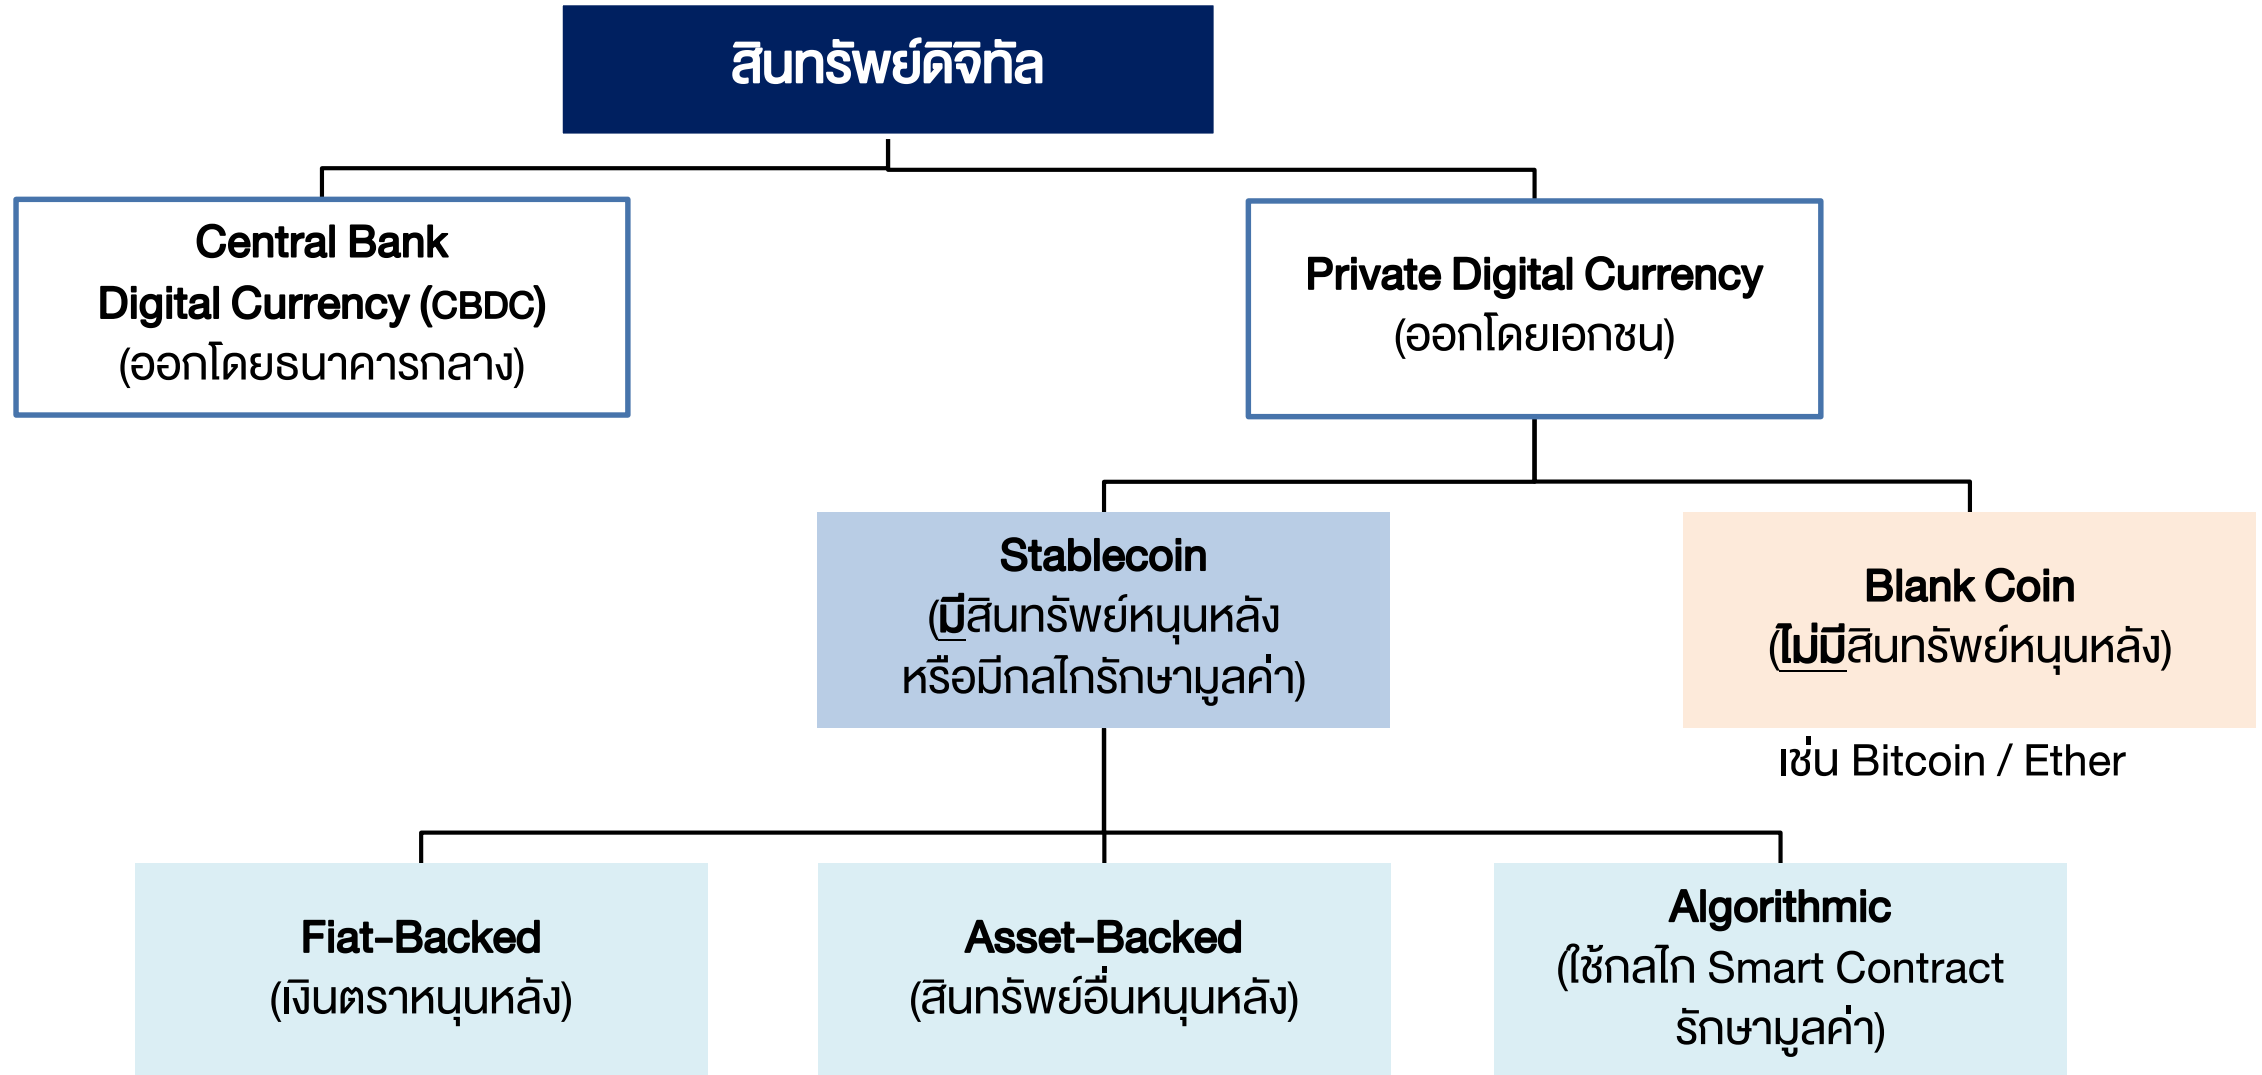 สินทรัพย์ดิจิทัล
Central Bank
Digital Currency (CBDC)
(ออกโดยธนาคารกลาง)
Private Digital Currency
(ออกโดยเอกชน)
Stablecoin
(มีสินทรัพย์หนุนหลัง
หรือมีกลไกรักษามูลค่า)
Blank Coin
(ไม่มีสินทรัพย์หนุนหลัง)
เช่น Bitcoin / Ether
Fiat-Backed
(เงินตราหนุนหลัง)
Asset-Backed
(สินทรัพย์อื่นหนุนหลัง)
Algorithmic
(ใช้กลไก Smart Contract
รักษามูลค่า)